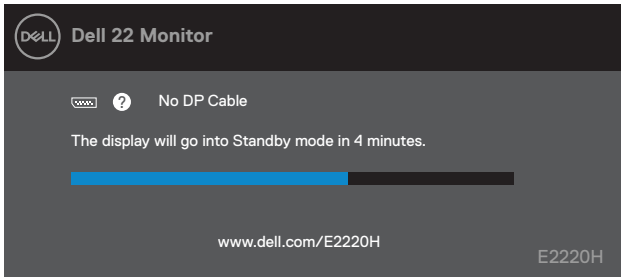 DELL Dell 22 Monitor
? No DP Cable
The display will go into Standby mode in 4 minutes.
www.dell.com/E2220H
E2220H